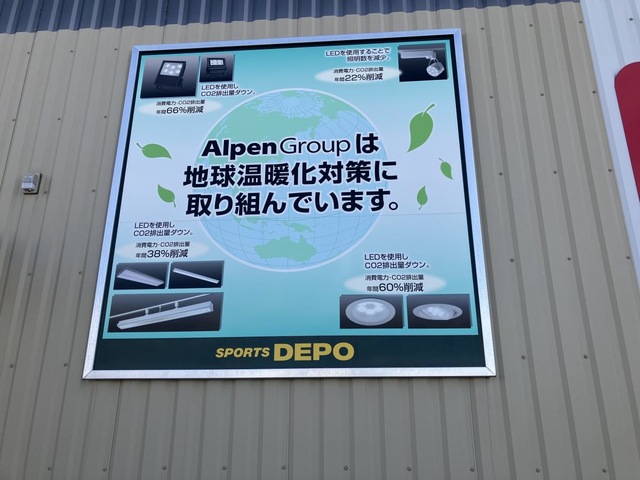 LEDを使用し
CO2排出量ダウン。
消費電力・CO2排出量
年間66%削減
LEDを使用することで
照明数を減少。
消費電力・CO2排出量
年間22%削減
AlpenGroupは
地球温暖化対策に
取り組んでいます。
LEDを使用し
CO2排出量ダウン。
消費電力・CO2排出量
年間38%削減
LEDを使用し
CO2排出量ダウン。
消費電力・CO2排出量
年間60%削減
SPORTS DEPO